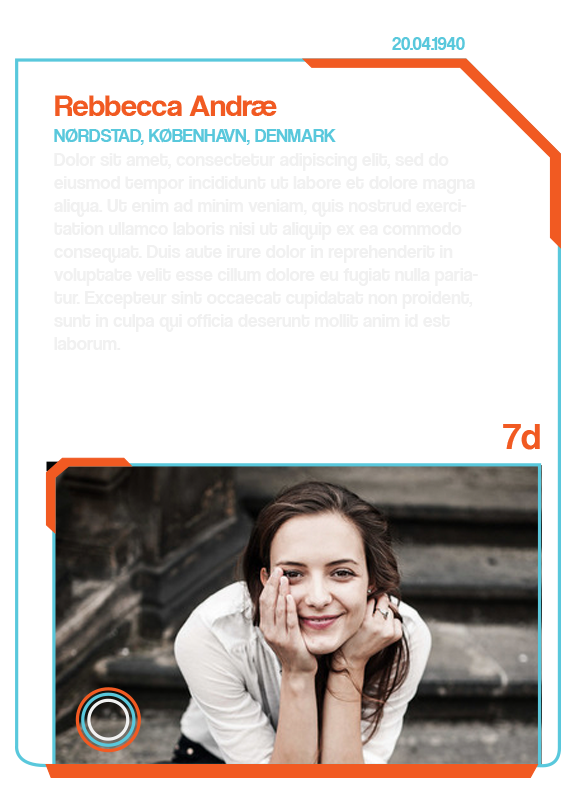 20.04.1940
Rebbecca Andræ
NØRDSTAD, KØBENHAVN, DENMARK
Dolor sit amet, consectetur adipiscing elit, sed do
eiusmod tempor incididunt ut labore et dolore magna
aliqua. Ut enim ad minim veniam, quis nostrud exerci-
tation ullamco laboris nisi ut aliquip ex ea commodo
consequat. Duis aute irure dolor in reprehenderit in
voluptate velit esse cillum dolore eu fugiat nulla paria-
tur. Excepteur sint occaecat cupidatat non proident,
sunt in culpa qui officia deserunt mollit anim id est
laborum.
7d